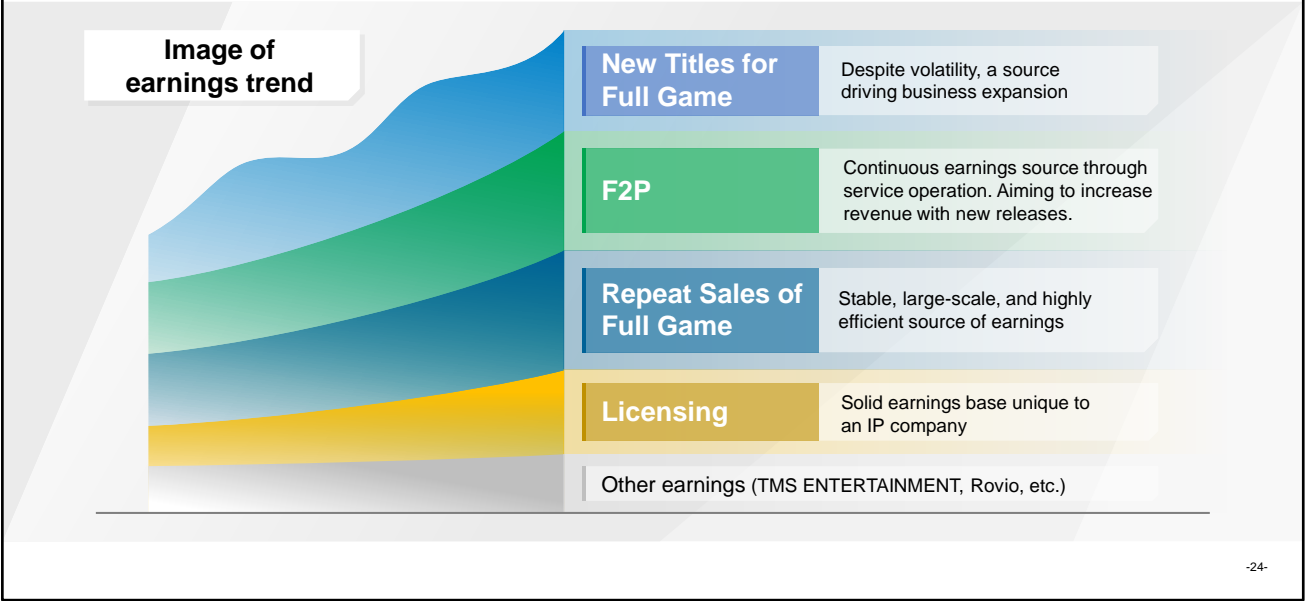 Image of
earnings trend
New Titles for
Full Game
Despite volatility, a source
driving business expansion
F2P
Continuous earnings source through
service operation. Aiming to increase
revenue with new releases.
Repeat Sales of
Full Game
Stable, large-scale, and highly
efficient source of earnings
Licensing
Solid earnings base unique to
an IP company
Other earnings (TMS ENTERTAINMENT, Rovio, etc.)
-24-